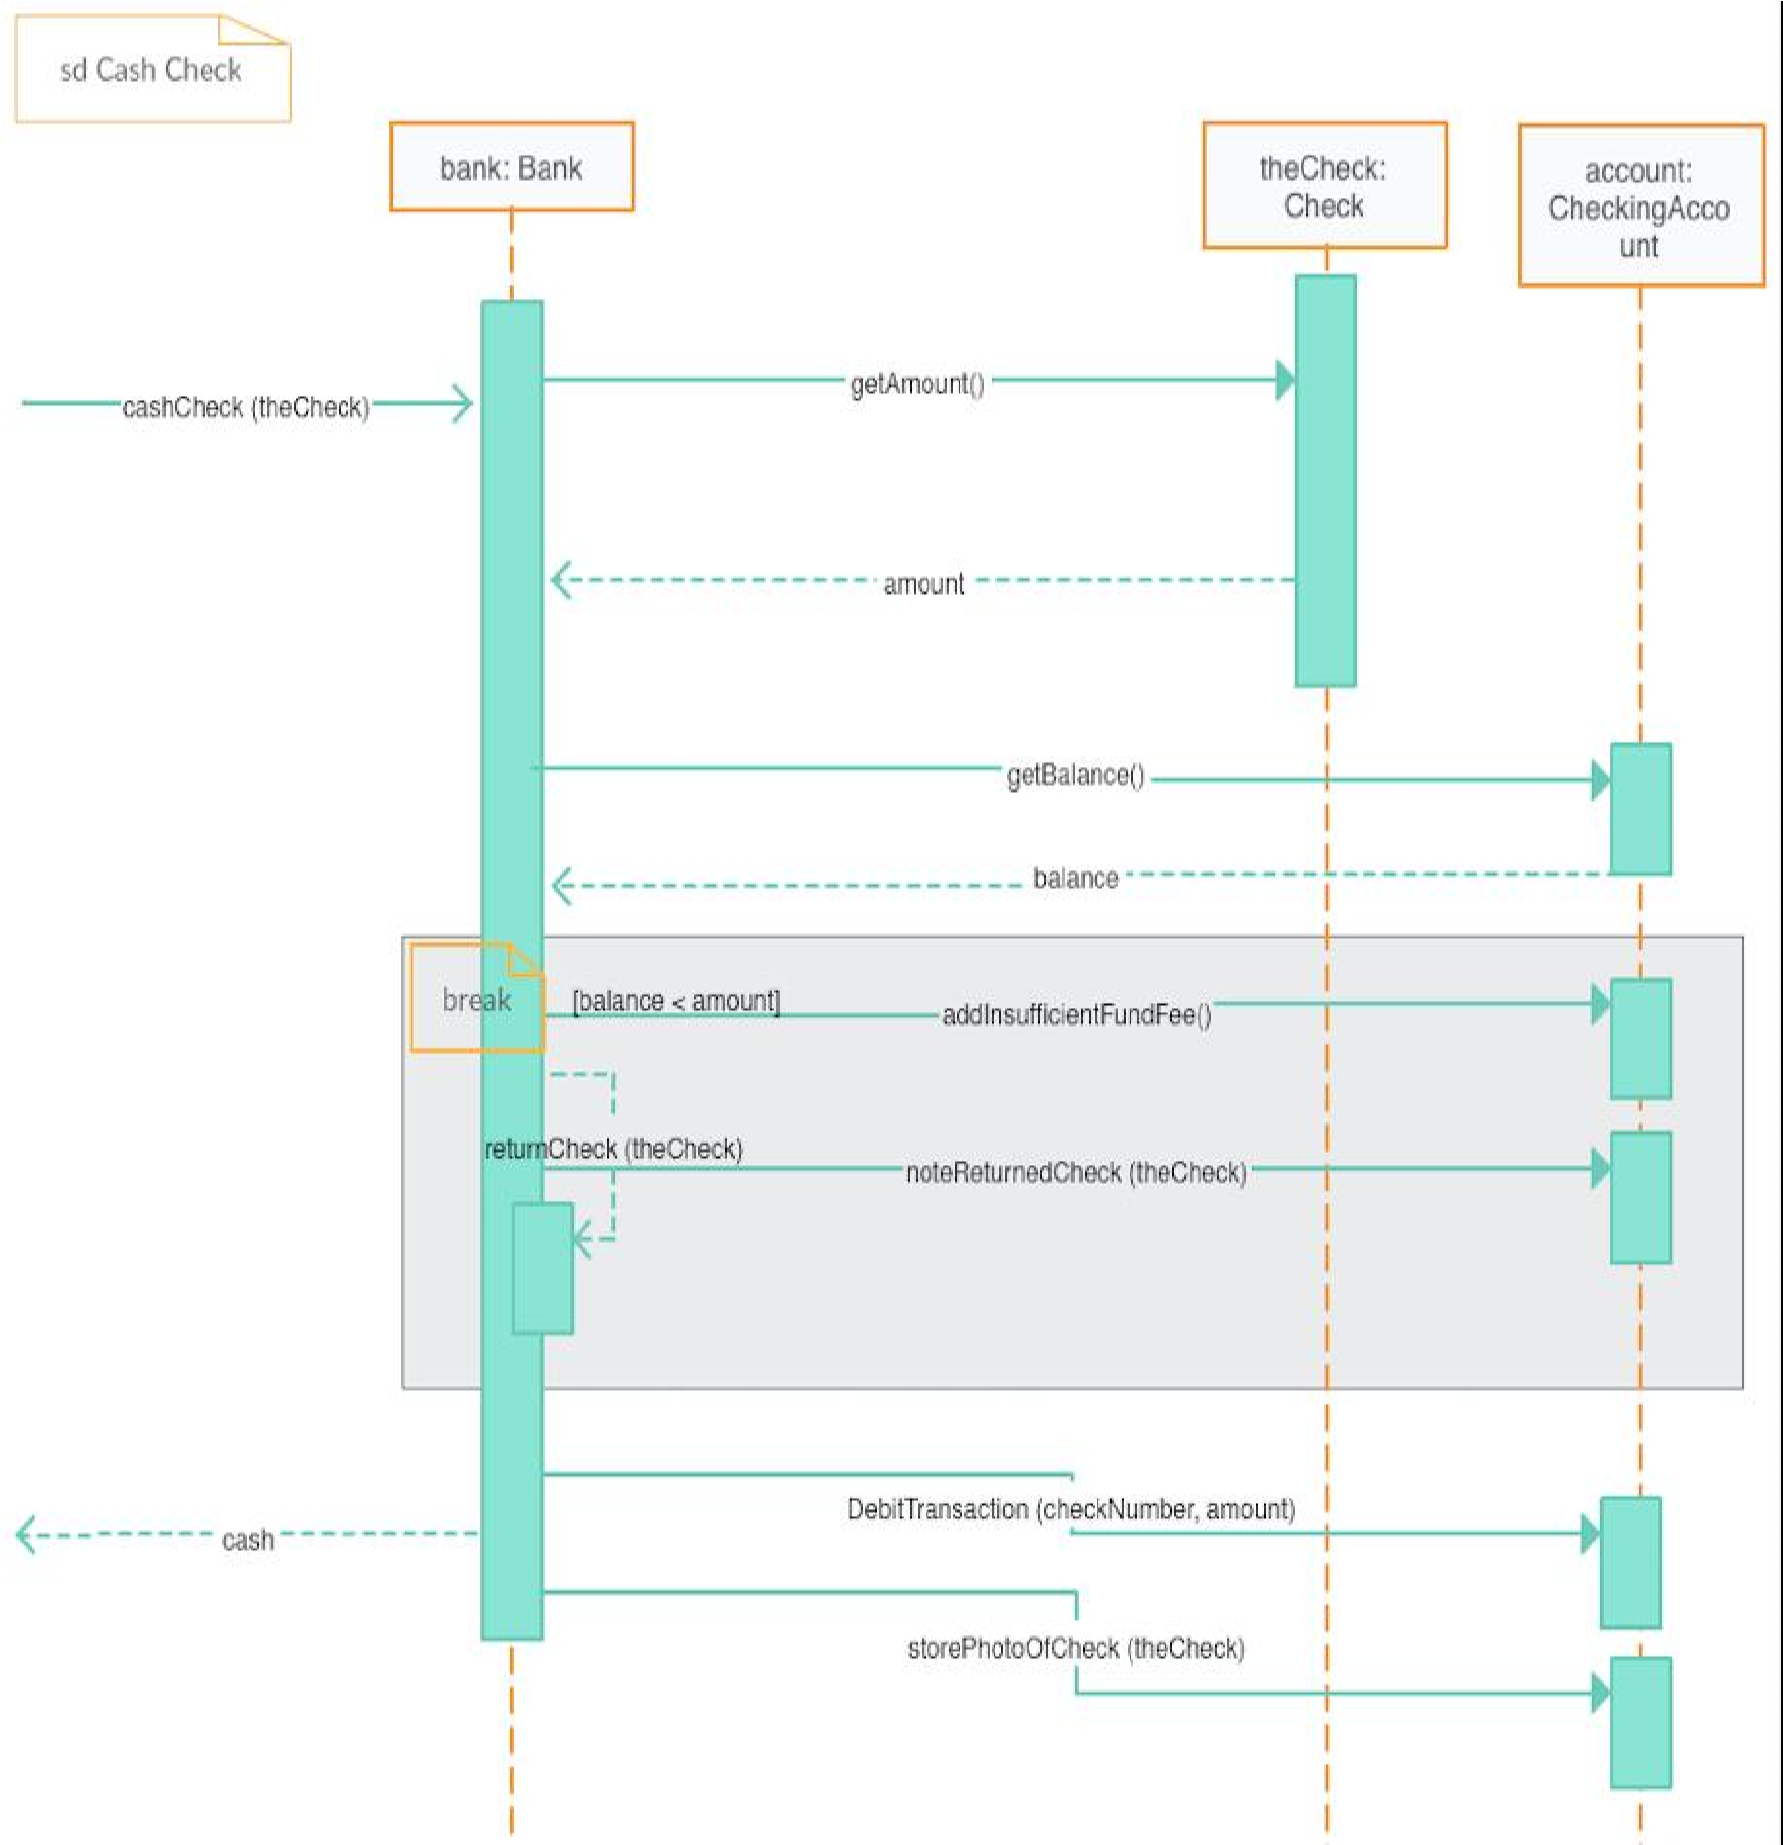 sd Cash Check
bank: Bank
theCheck:
Check
account:
CheckingAcco
unt
getAmount()
cashCheck (theCheck)
amount
getBalance()
balance
break
[balance < amount]
addInsufficientFundFee()
returnCheck (theCheck)
noteReturnedCheck (theCheck)
DebitTransaction (checkNumber, amount)
cash
storePhotoOfCheck (theCheck)